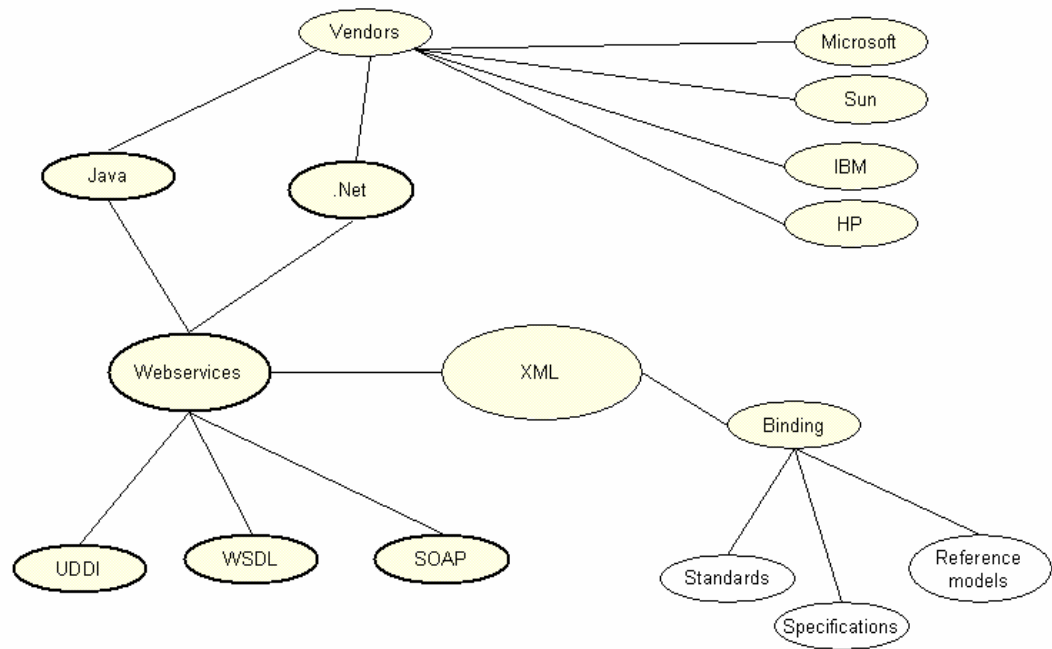 Vendors
Microsoft
Sun
IBM
HP
Java
.Net
Webservices
XML
Binding
UDDI
WSDL
SOAP
Standards
Specifications
Reference
models